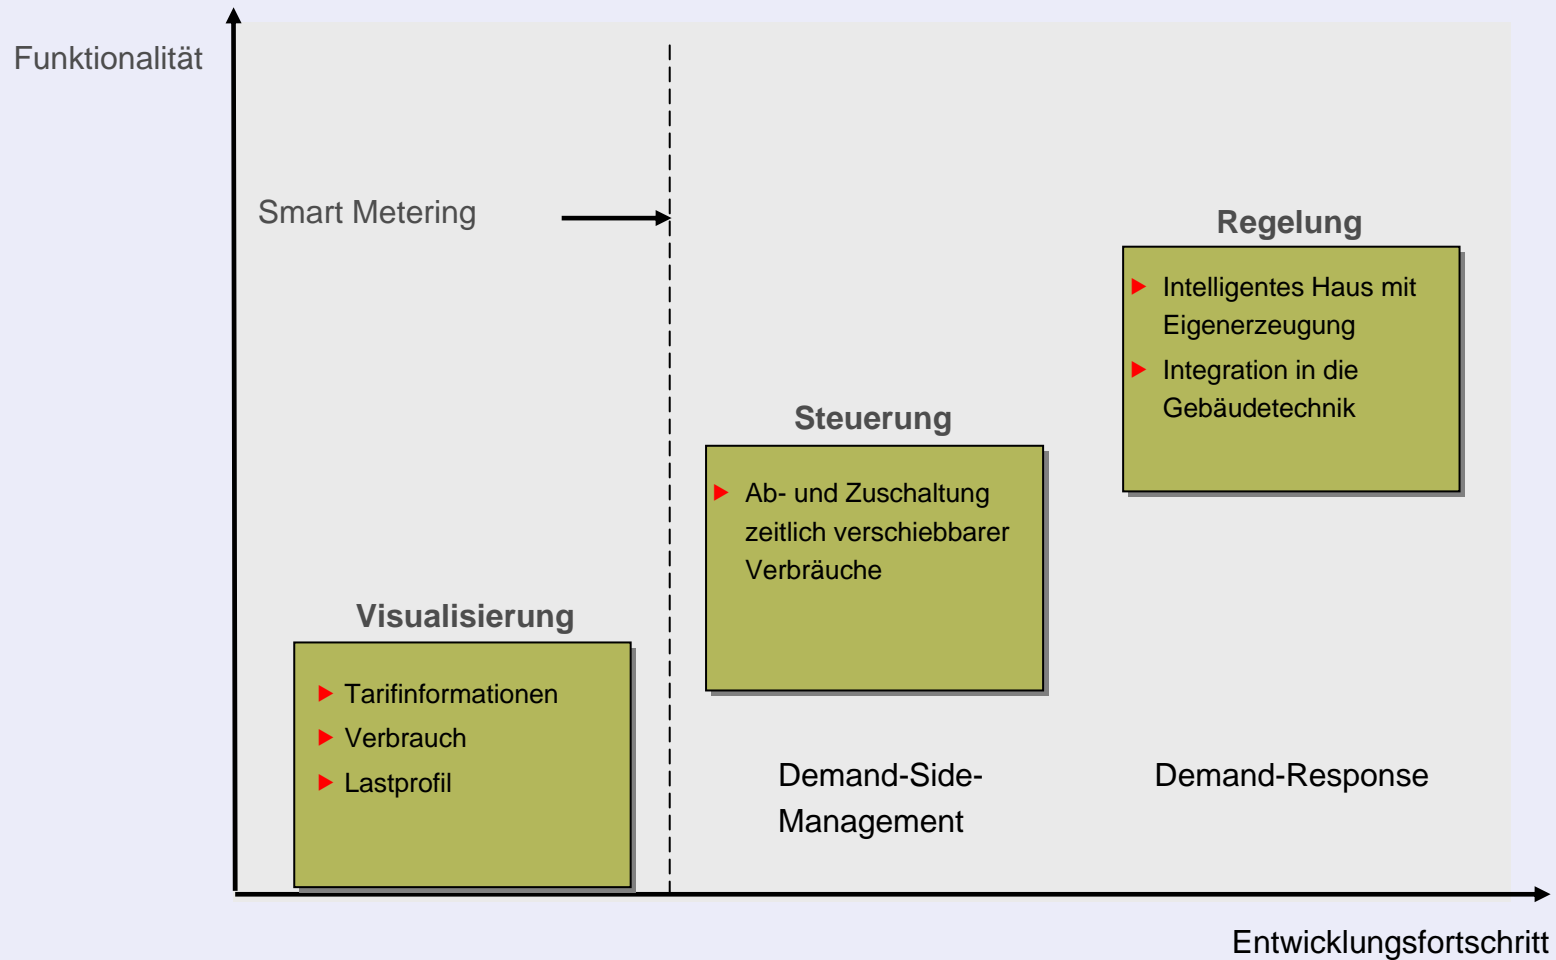 Funktionalität
Smart Metering
Visualisierung
Tarifinformationen
Verbrauch
Lastprofil
Steuerung
Ab- und Zuschaltung
zeitlich verschiebbarer
Verbräuche
Demand-Side-
Management
Regelung
Intelligentes Haus mit
Eigenerzeugung
Integration in die
Gebäudetechnik
Demand-Response
Entwicklungsfortschritt